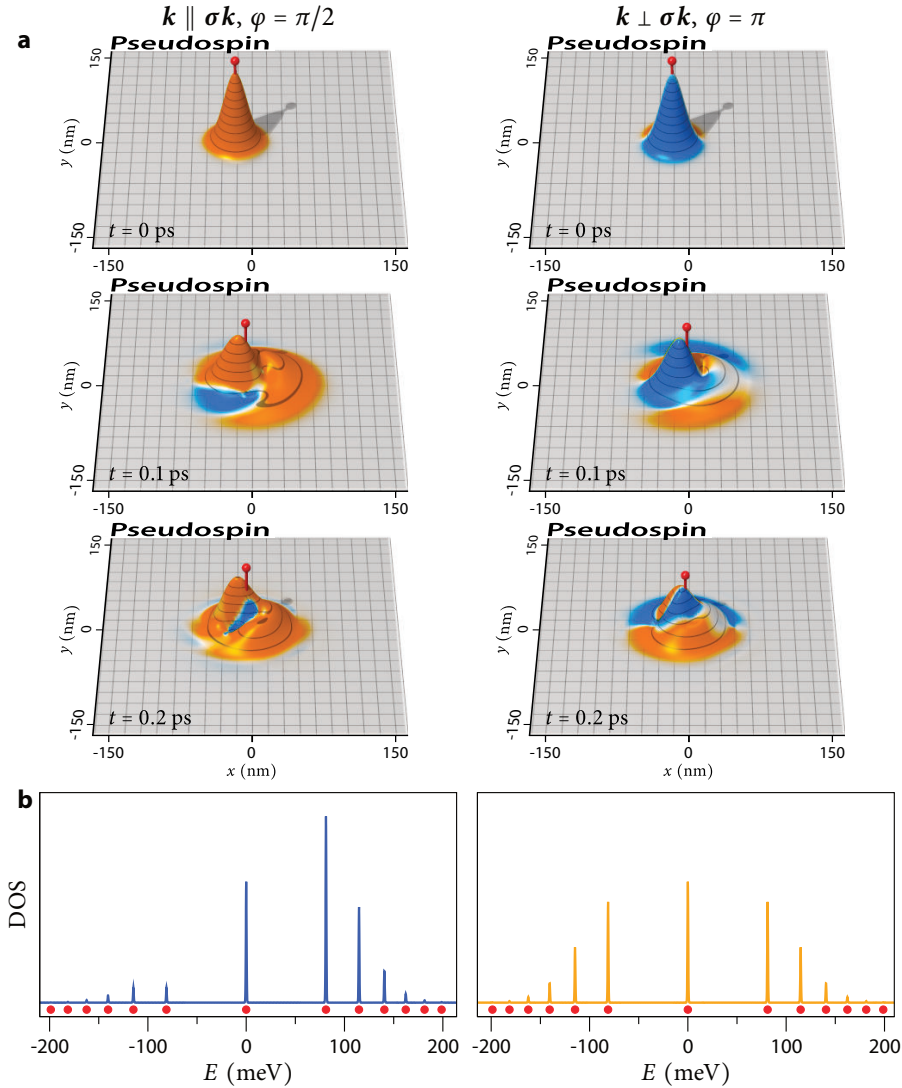 k ∥ σk, φ = π/2
k ⊥ σk, φ = π
a
Pseudospin
Pseudospin
150
0
-150
y (nm)
t = 0 ps
-150 0 150
150
0
-150
y (nm)
t = 0 ps
-150 0 150
Pseudospin
Pseudospin
150
0
-150
y (nm)
t = 0.1 ps
-150 0 150
150
0
-150
y (nm)
t = 0.1 ps
-150 0 150
Pseudospin
Pseudospin
150
0
-150
y (nm)
t = 0.2 ps
-150 0 150
x (nm)
150
0
-150
y (nm)
t = 0.2 ps
-150 0 150
x (nm)
b
DOS
-200 -100 0 100 200
E (meV)
-200 -100 0 100 200
E (meV)